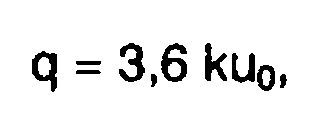 q = 3,6 ku₀,